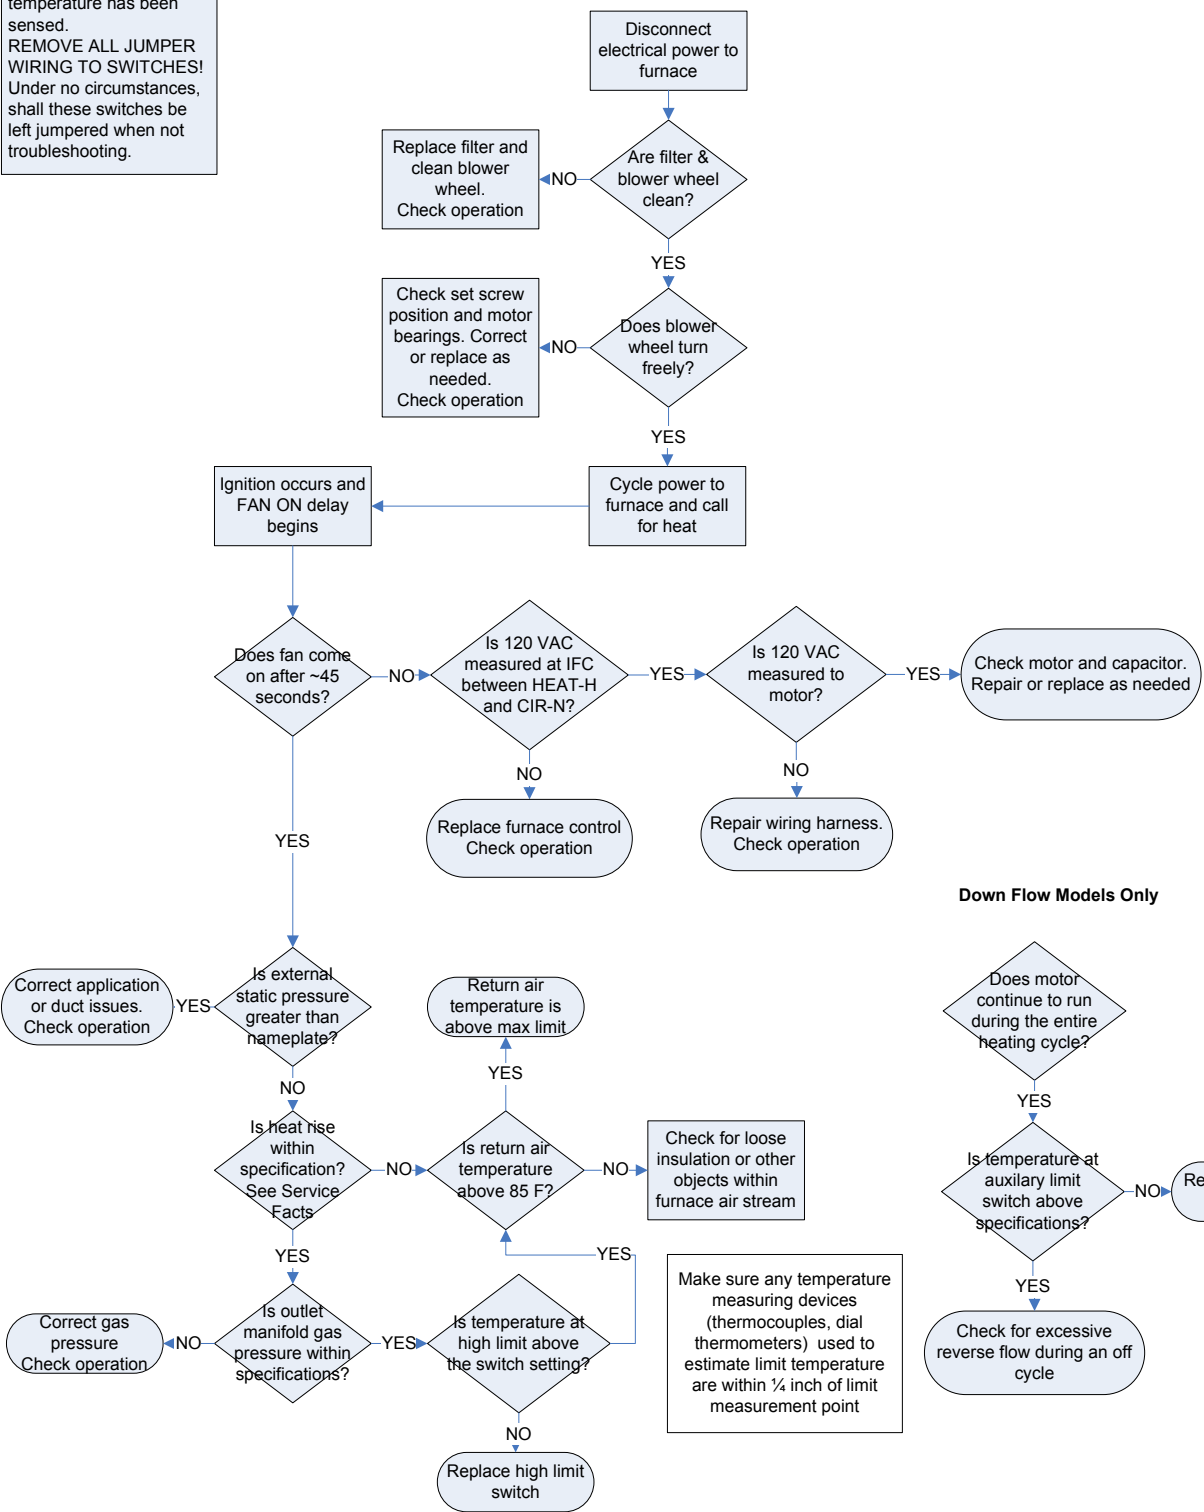 temperature has been
sensed.
REMOVE ALL JUMPER
WIRING TO SWITCHES!
Under no circumstances,
shall these switches be
left jumpered when not
troubleshooting.
Disconnect
electrical power to
furnace
Are filter &
blower wheel
clean?
NO
Replace filter and
clean blower
wheel.
Check operation
YES
Does blower
wheel turn
freely?
NO
Check set screw
position and motor
bearings. Correct
or replace as
needed.
Check operation
YES
Cycle power to
furnace and call
for heat
Ignition occurs and
FAN ON delay
begins
Does fan come
on after ~45
seconds?
NO
Is 120 VAC
measured at IFC
between HEAT-H
and CIR-N?
YES
Is 120 VAC
measured to
motor?
YES
Check motor and capacitor.
Repair or replace as needed
NO
Replace furnace control
Check operation
NO
Repair wiring harness.
Check operation
YES
Is external
static pressure
greater than
nameplate?
YES
Correct application
or duct issues.
Check operation
NO
Is heat rise
within
specification?
See Service
Facts
NO
Is return air
temperature
above 85 F?
YES
Return air
temperature is
above max limit
NO
Check for loose
insulation or other
objects within
furnace air stream
YES
Is outlet
manifold gas
pressure within
specifications?
NO
Correct gas
pressure
Check operation
YES
Is temperature at
high limit above
the switch setting?
YES
NO
Replace high limit
switch
Make sure any temperature
measuring devices
(thermocouples, dial
thermometers) used to
estimate limit temperature
are within ¼ inch of limit
measurement point
Down Flow Models Only
Does motor
continue to run
during the entire
heating cycle?
YES
Is temperature at
auxilary limit
switch above
specifications?
NO
Re
YES
Check for excessive
reverse flow during an off
cycle